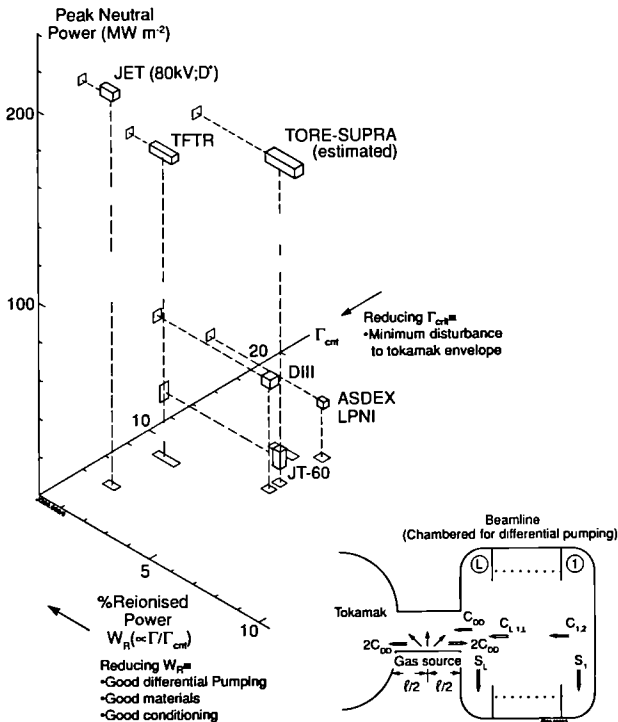 Peak Neutral
Power (MW m-2)
JET (80kV;D+)
200
TFTR
TORE-SUPRA
(estimated)
100
Reducing Γcrit≡
•Minimum disturbance
to tokamak envelope
Γcrit
20
DIII
ASDEX
LPNI
10
JT-60
5
10
%Reionised
Power
WR(∝Γ/Γcrit)
Reducing WR≡
•Good differential Pumping
•Good materials
•Good conditioning
Beamline
(Chambered for differential pumping)
L
1
Tokamak
CDD
CL,1,L
C1,2
2CDD
2CDD
Gas source
SL
S1
ℓ/2
ℓ/2